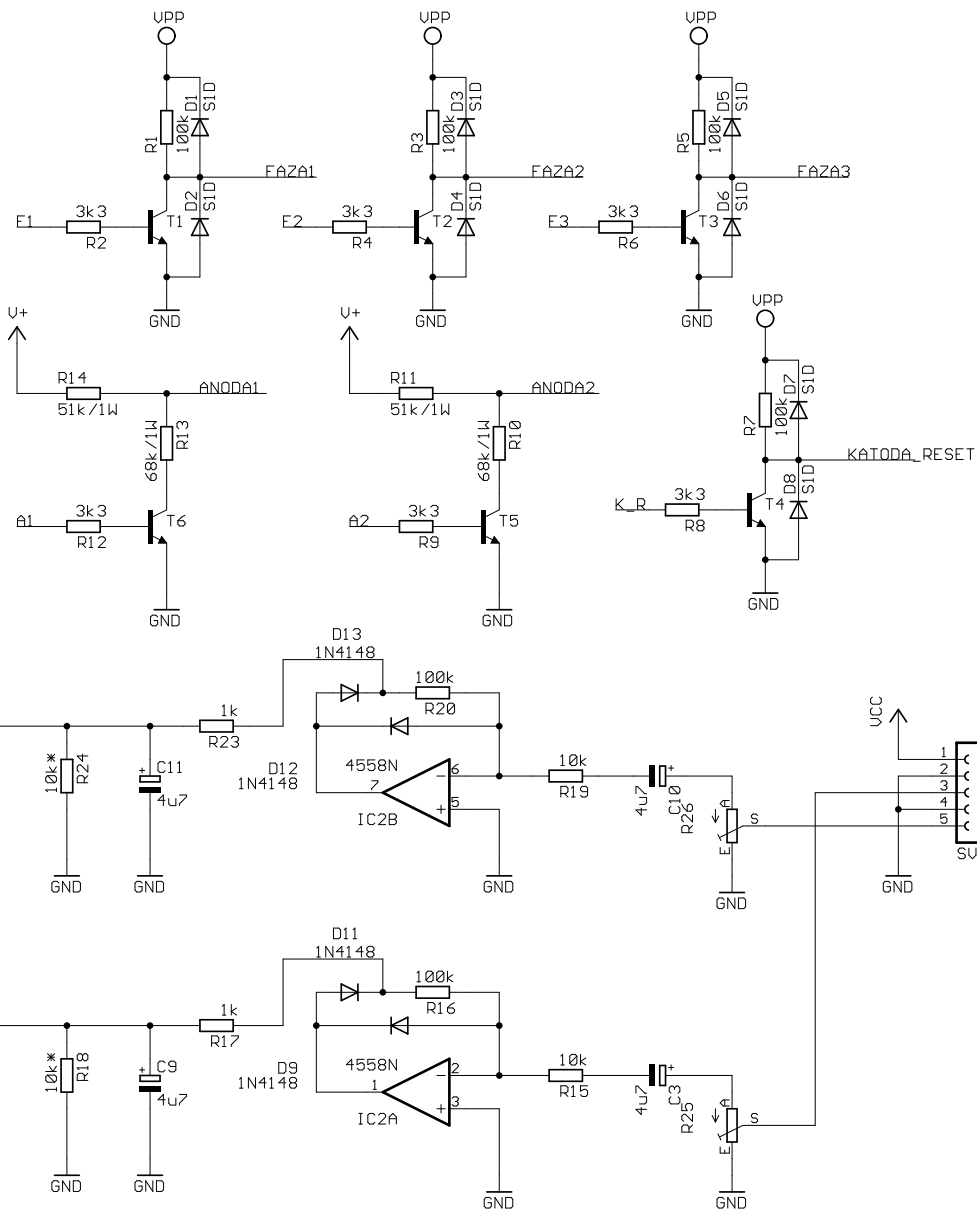 VPP VPP VPP
R1 100k D1 S1D R3 100k D3 S1D R5 100k D5 S1D
FAZA1 FAZA2 FAZA3
D2 S1D D4 S1D D6 S1D
F1 3k3 R2 T1 F2 3k3 R4 T2 F3 3k3 R6 T3
GND GND GND
V+ V+ VPP
R14 51k/1W ANODA1 R11 51k/1W ANODA2
R7 100k D7 S1D
R13 68k/1W R10 68k/1W
KATODA_RESET
D8 S1D
A1 3k3 R12 T6 A2 3k3 R9 T5 K_R 3k3 R8 T4
GND GND GND
D13
1N4148
100k
R20
1k
R23
VCC
10k* R24
+ C11
4u7
D12
1N4148
4558N
7 - 6
+ 5
IC2B
10k
R19
4u7 + C10
R26
A S E
1
2
3
4
5
SV
GND GND GND GND GND
D11
1N4148
100k
R16
1k
R17
10k* R18
+ C9
4u7
D9
1N4148
4558N
1 - 2
+ 3
IC2A
10k
R15
4u7 + C3
R25
A S E
GND GND GND GND